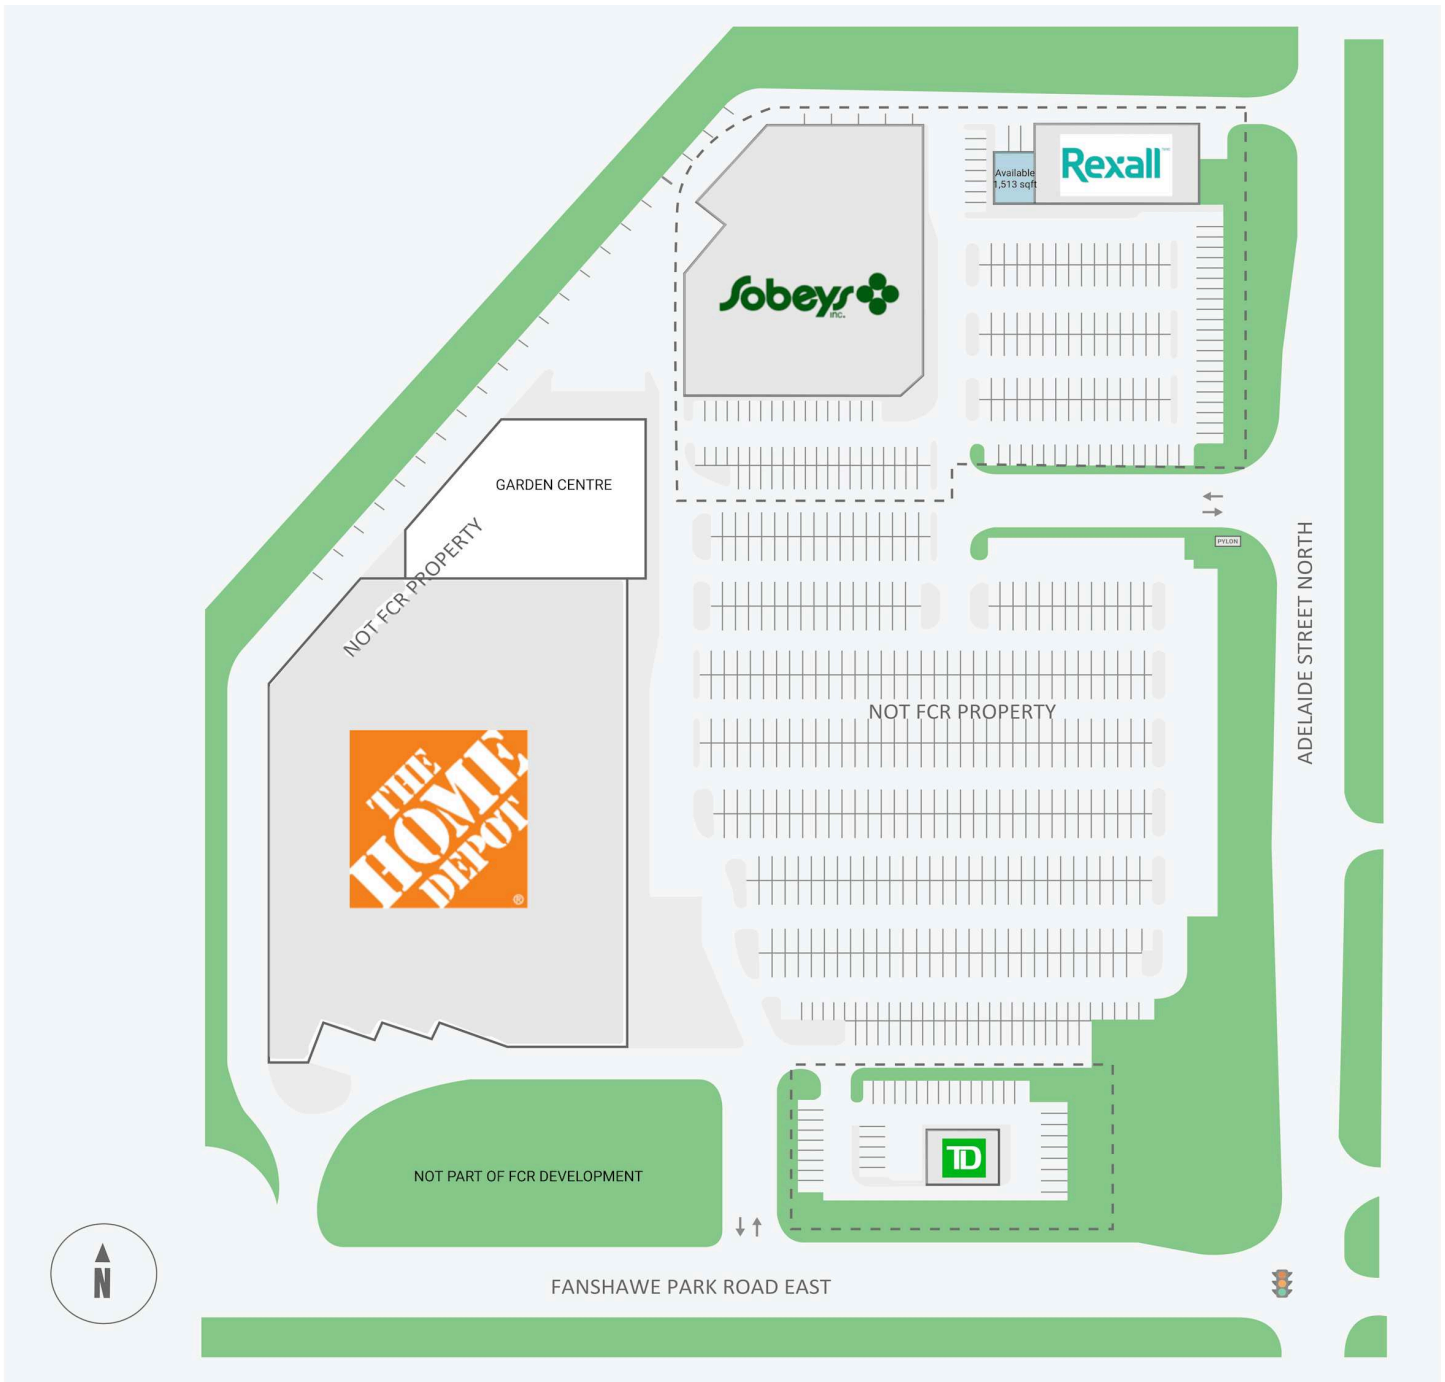 Available
1,513 sqft
Rexall
Sobeys
INC.
GARDEN CENTRE
NOT FCR PROPERTY
PYLON
ADELAIDE STREET NORTH
NOT FCR PROPERTY
THE
HOME
DEPOT
®
NOT PART OF FCR DEVELOPMENT
TD
N
FANSHAWE PARK ROAD EAST